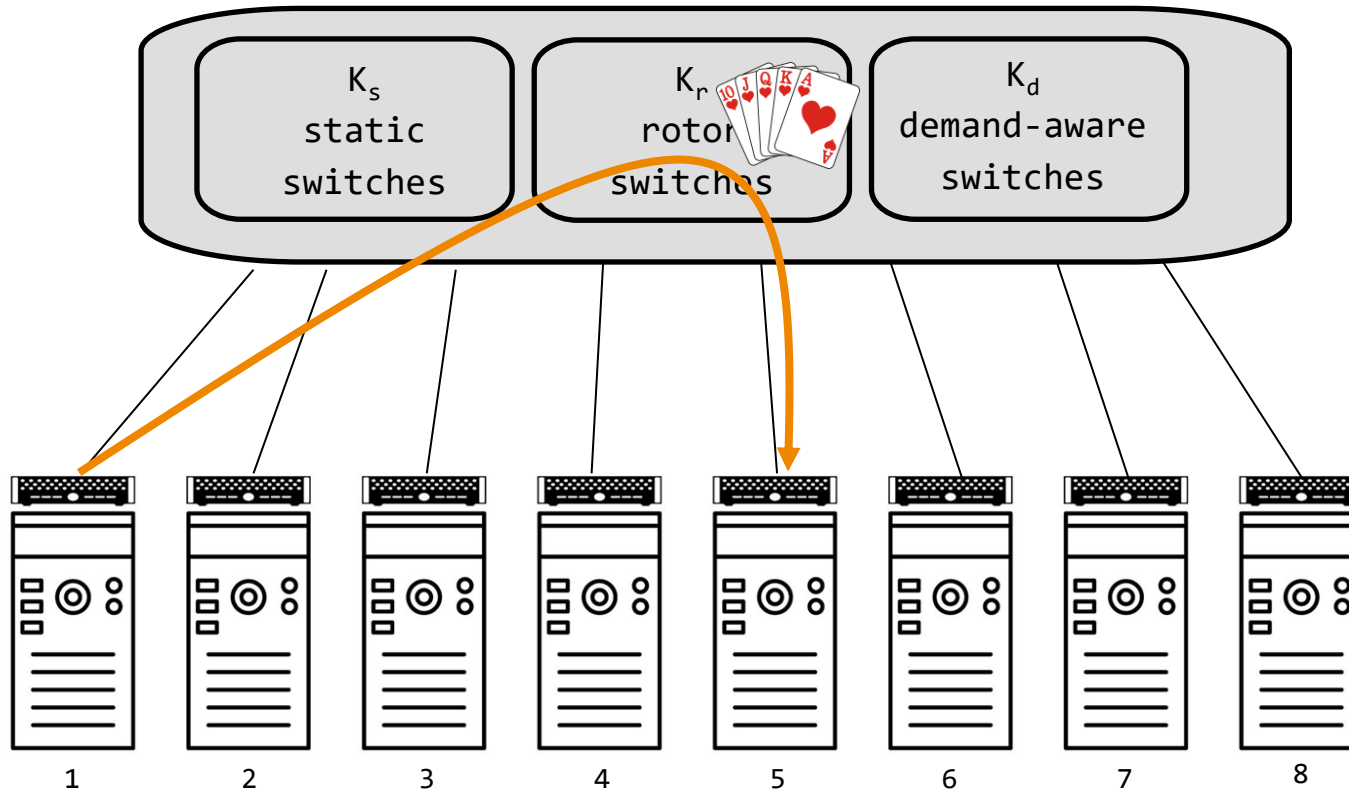 K_s
static
switches
K_r
rotor
switches
K_d
demand-aware
switches
10 J Q K A
A
1 2 3 4 5 6 7 8